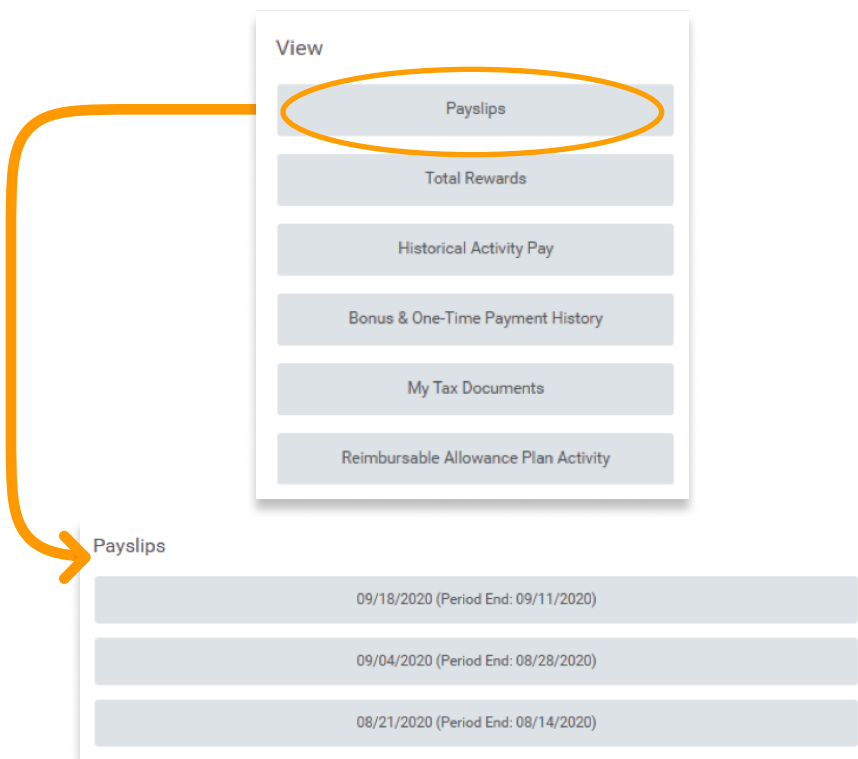 View
Payslips
Total Rewards
Historical Activity Pay
Bonus & One-Time Payment History
My Tax Documents
Reimbursable Allowance Plan Activity
Payslips
09/18/2020 (Period End: 09/11/2020)
09/04/2020 (Period End: 08/28/2020)
08/21/2020 (Period End: 08/14/2020)